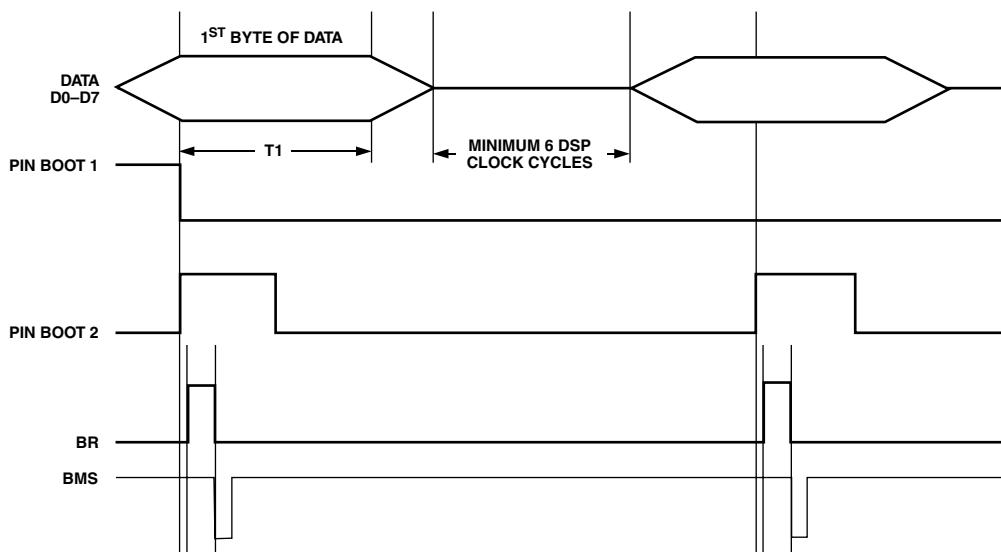 1ST BYTE OF DATA
DATA
D0–D7
T1
MINIMUM 6 DSP
CLOCK CYCLES
PIN BOOT 1
PIN BOOT 2
BR
BMS